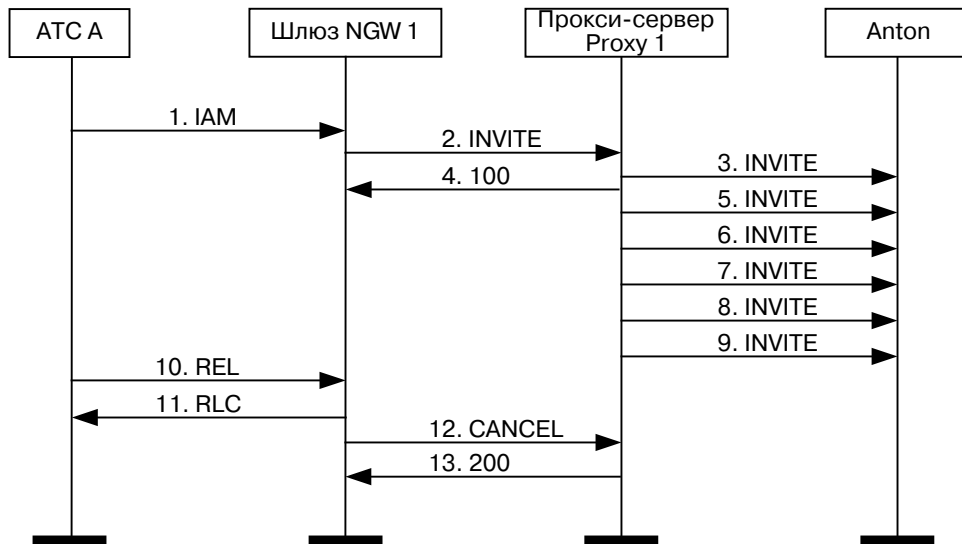 АТС А
Шлюз NGW 1
Прокси-сервер
Proxy 1
Anton
1. IAM
2. INVITE
3. INVITE
4. 100
5. INVITE
6. INVITE
7. INVITE
8. INVITE
9. INVITE
10. REL
11. RLC
12. CANCEL
13. 200